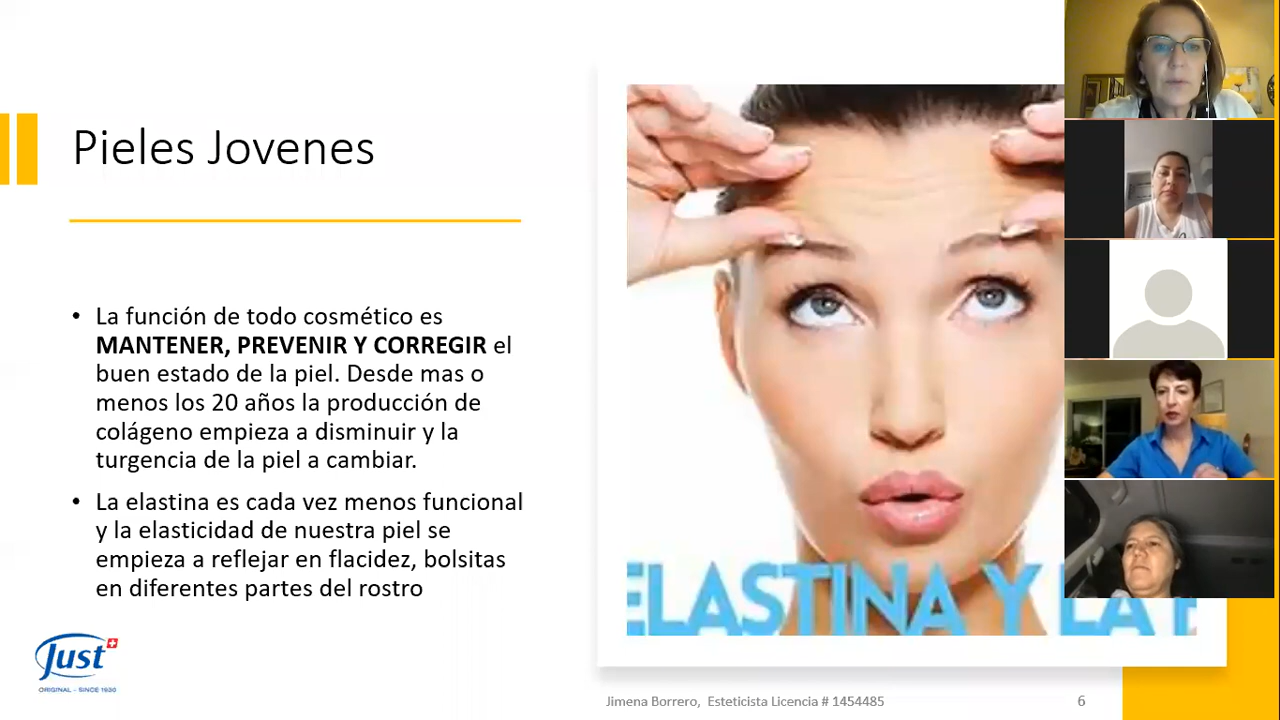 Pieles Jovenes
• La función de todo cosmético es
MANTENER, PREVENIR Y CORREGIR el
buen estado de la piel. Desde mas o
menos los 20 años la producción de
colágeno empieza a disminuir y la
turgencia de la piel a cambiar.
• La elastina es cada vez menos funcional
y la elasticidad de nuestra piel se
empieza a reflejar en flacidez, bolsitas
en diferentes partes del rostro
ELASTINA Y LA
Just
ORIGINAL – SINCE 1930
Jimena Borrero, Esteticista Licencia # 1454485
6